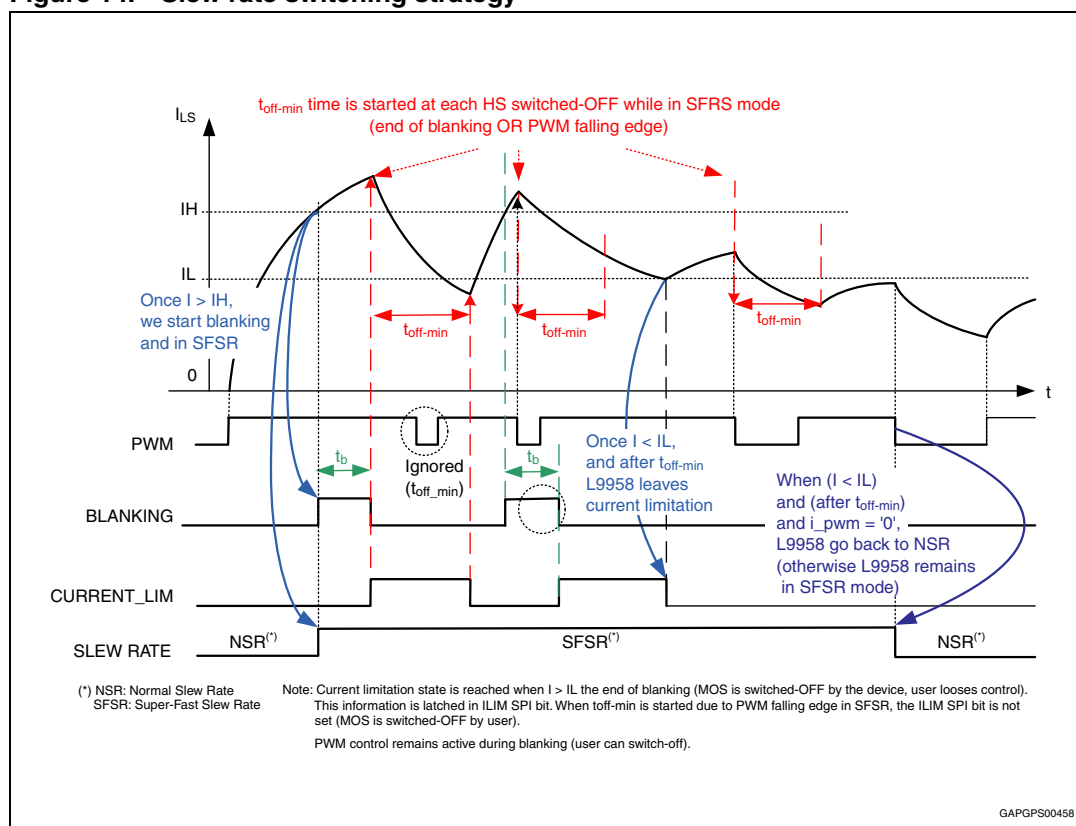 Figure 14. Slew rate switching strategy
toff-min time is started at each HS switched-OFF while in SFRS mode
(end of blanking OR PWM falling edge)
ILS
IH
IL
Once I > IH,
we start blanking
and in SFSR
toff-min
toff-min
toff-min
0
t
PWM
tb
Ignored
(toff_min)
tb
Once I < IL,
and after toff-min
L9958 leaves
current limitation
When (I < IL)
and (after toff-min)
and i_pwm = '0',
L9958 go back to NSR
(otherwise L9958 remains
in SFSR mode)
BLANKING
CURRENT_LIM
SLEW RATE
NSR(*)
SFSR(*)
NSR(*)
(*) NSR: Normal Slew Rate
SFSR: Super-Fast Slew Rate
Note: Current limitation state is reached when I > IL the end of blanking (MOS is switched-OFF by the device, user looses control).
This information is latched in ILIM SPI bit. When toff-min is started due to PWM falling edge in SFSR, the ILIM SPI bit is not
set (MOS is switched-OFF by user).
PWM control remains active during blanking (user can switch-off).
GAPGPS00458